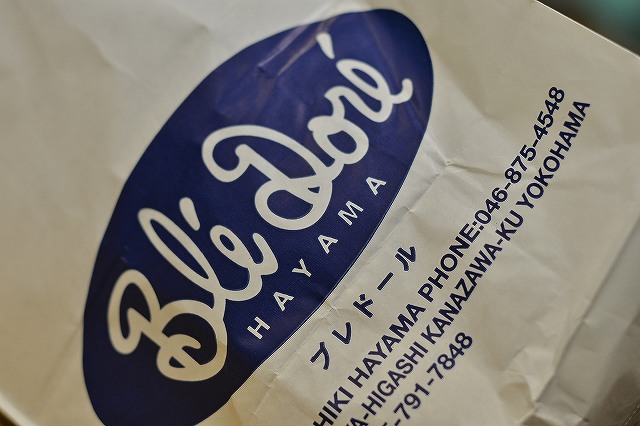 Blé Doré
HAYAMA
ブレドール
HIKI HAYAMA PHONE:046-875-4548
A-HIGASHI KANAZAWA-KU YOKOHAMA
-791-7848